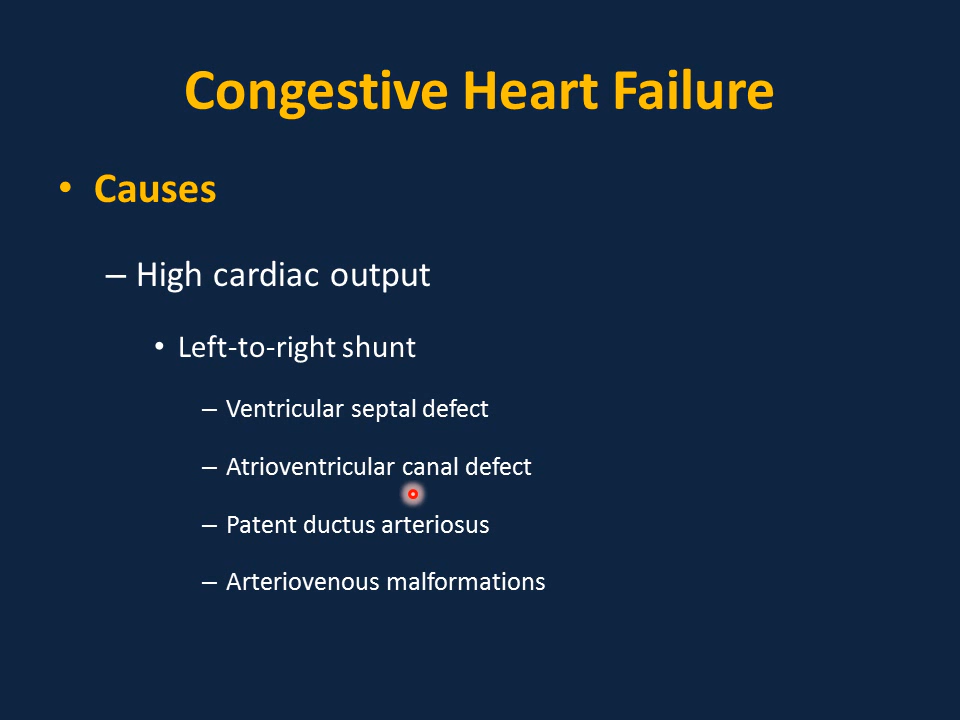 Congestive Heart Failure
• Causes
– High cardiac output
• Left-to-right shunt
– Ventricular septal defect
– Atrioventricular canal defect
– Patent ductus arteriosus
– Arteriovenous malformations